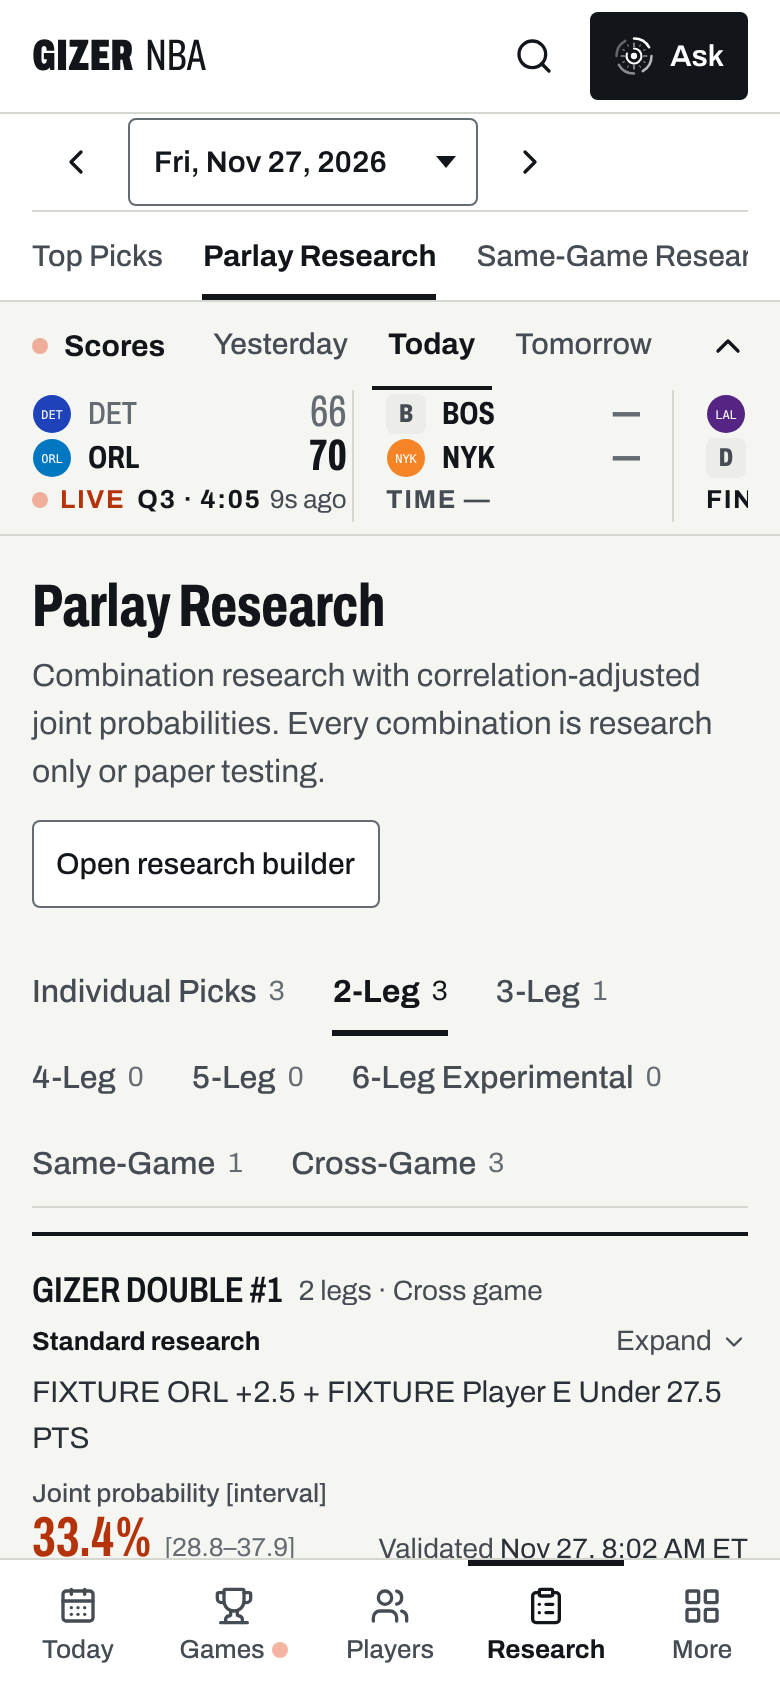 GIZER NBA
Ask
Fri, Nov 27, 2026
Top Picks Parlay Research Same-Game Resear
Scores Yesterday Today Tomorrow
DET DET 66
ORL ORL 70
LIVE Q3 · 4:05 9s ago
B BOS —
NYK NYK —
TIME —
LAL
D
FIN
Parlay Research
Combination research with correlation-adjusted
joint probabilities. Every combination is research
only or paper testing.
Open research builder
Individual Picks 3 2-Leg 3 3-Leg 1
4-Leg 0 5-Leg 0 6-Leg Experimental 0
Same-Game 1 Cross-Game 3
GIZER DOUBLE #1 2 legs · Cross game
Standard research Expand
FIXTURE ORL +2.5 + FIXTURE Player E Under 27.5
PTS
Joint probability [interval]
33.4% [28.8–37.9] Validated Nov 27, 8:02 AM ET
Today Games Players Research More